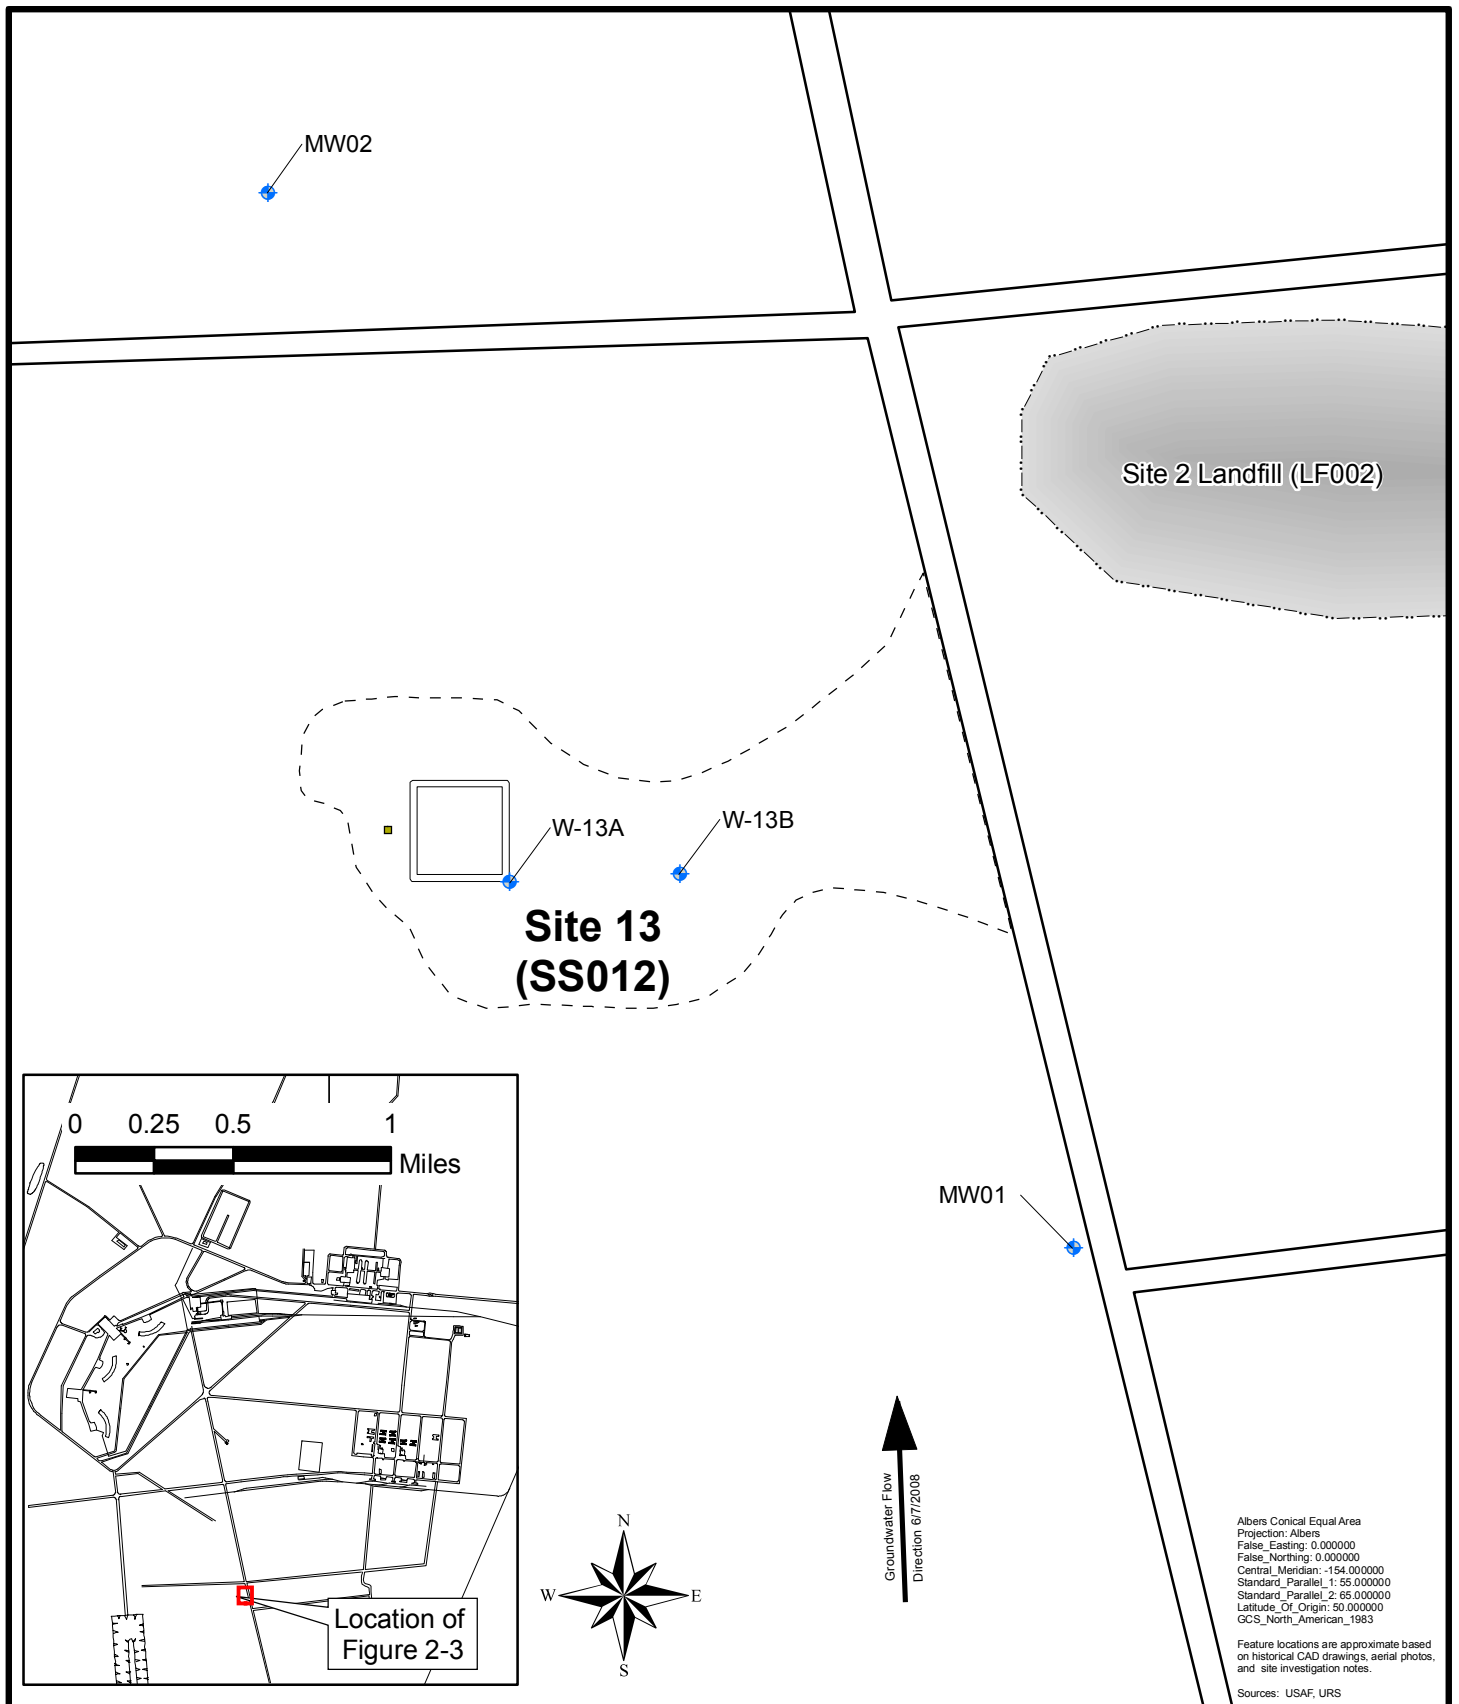 MW02
Site 2 Landfill (LF002)
W-13A
W-13B
Site 13
(SS012)
0 0.25 0.5 1
Miles
MW01
Groundwater Flow
Direction 6/7/2008
N
W E
S
Location of
Figure 2-3
Albers Conical Equal Area
Projection: Albers
False_Easting: 0.000000
False_Northing: 0.000000
Central_Meridian: -154.000000
Standard_Parallel_1: 55.000000
Standard_Parallel_2: 65.000000
Latitude_Of_Origin: 50.000000
GCS_North_American_1983
Feature locations are approximate based
on historical CAD drawings, aerial photos,
and site investigation notes.
Sources: USAF, URS